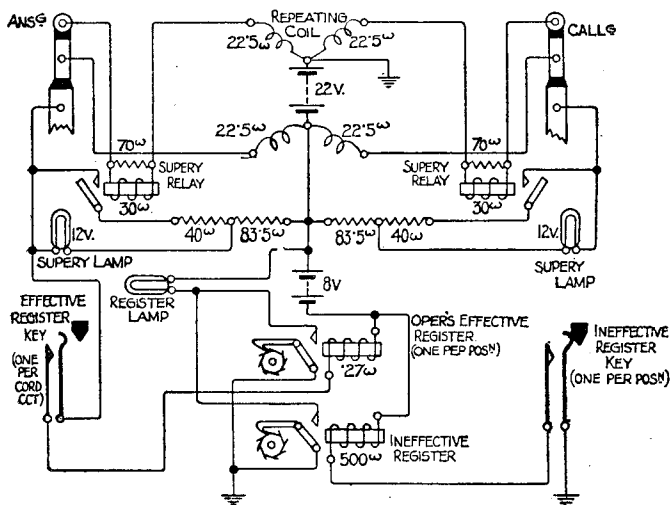 ANSG
REPEATING
COIL
CALLG
22·5ω
22·5ω
22V.
22·5ω
22·5ω
70ω
SUPERY
RELAY
30ω
70ω
SUPERY
RELAY
30ω
12V.
40ω
83·5ω
83·5ω
40ω
12V.
SUPERY LAMP
SUPERY
LAMP
REGISTER
LAMP
8V
EFFECTIVE
REGISTER
KEY
(ONE
PER
CORD
CCT)
OPER'S EFFECTIVE
REGISTER
(ONE PER POSN)
·27ω
INEFFECTIVE
REGISTER
KEY
(ONE PER POSN)
INEFFECTIVE
REGISTER
500ω